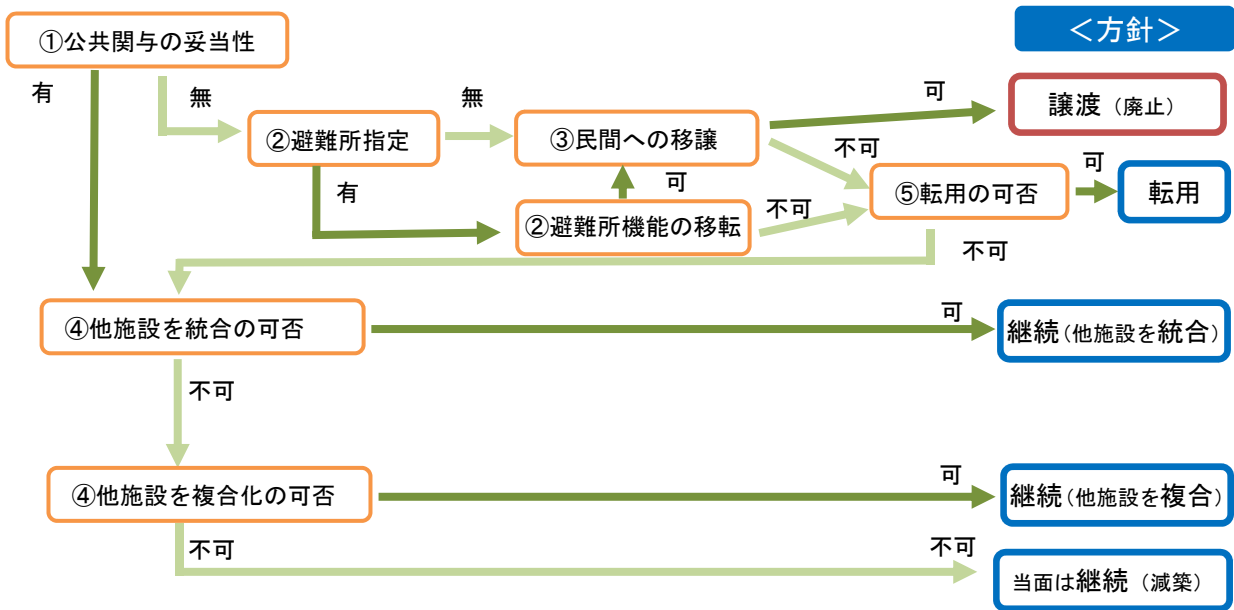 ①公共関与の妥当性
＜方針＞
有
無
無
可
譲渡（廃止）
②避難所指定
③民間への移譲
不可
可
有
可
⑤転用の可否
転用
②避難所機能の移転
不可
不可
④他施設を統合の可否
可
継続（他施設を統合）
不可
④他施設を複合化の可否
可
継続（他施設を複合）
不可
不可
当面は継続（減築）